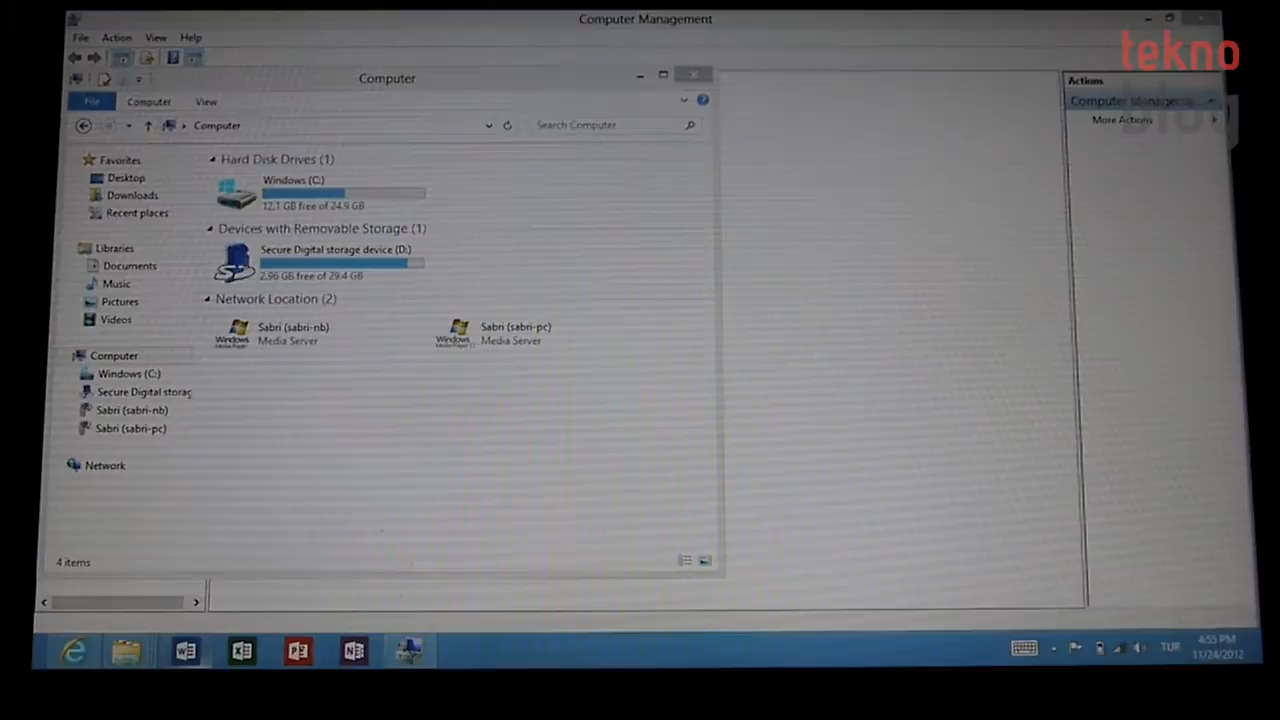 Computer Management
File Action View Help
tekno
blog
Computer
File Computer View
Computer
Search Computer
Favorites
Desktop
Downloads
Recent places
Libraries
Documents
Music
Pictures
Videos
Computer
Windows (C:)
Secure Digital storag
Sabri (sabri-nb)
Sabri (sabri-pc)
Network
Hard Disk Drives (1)
Windows (C:)
12,1 GB free of 24,9 GB
Devices with Removable Storage (1)
Secure Digital storage device (D:)
2,96 GB free of 29,4 GB
Network Location (2)
Sabri (sabri-nb)
Media Server
Sabri (sabri-pc)
Media Server
4 items
Actions
Computer Manageme...
More Actions
TUR
4:55 PM
11/24/2012